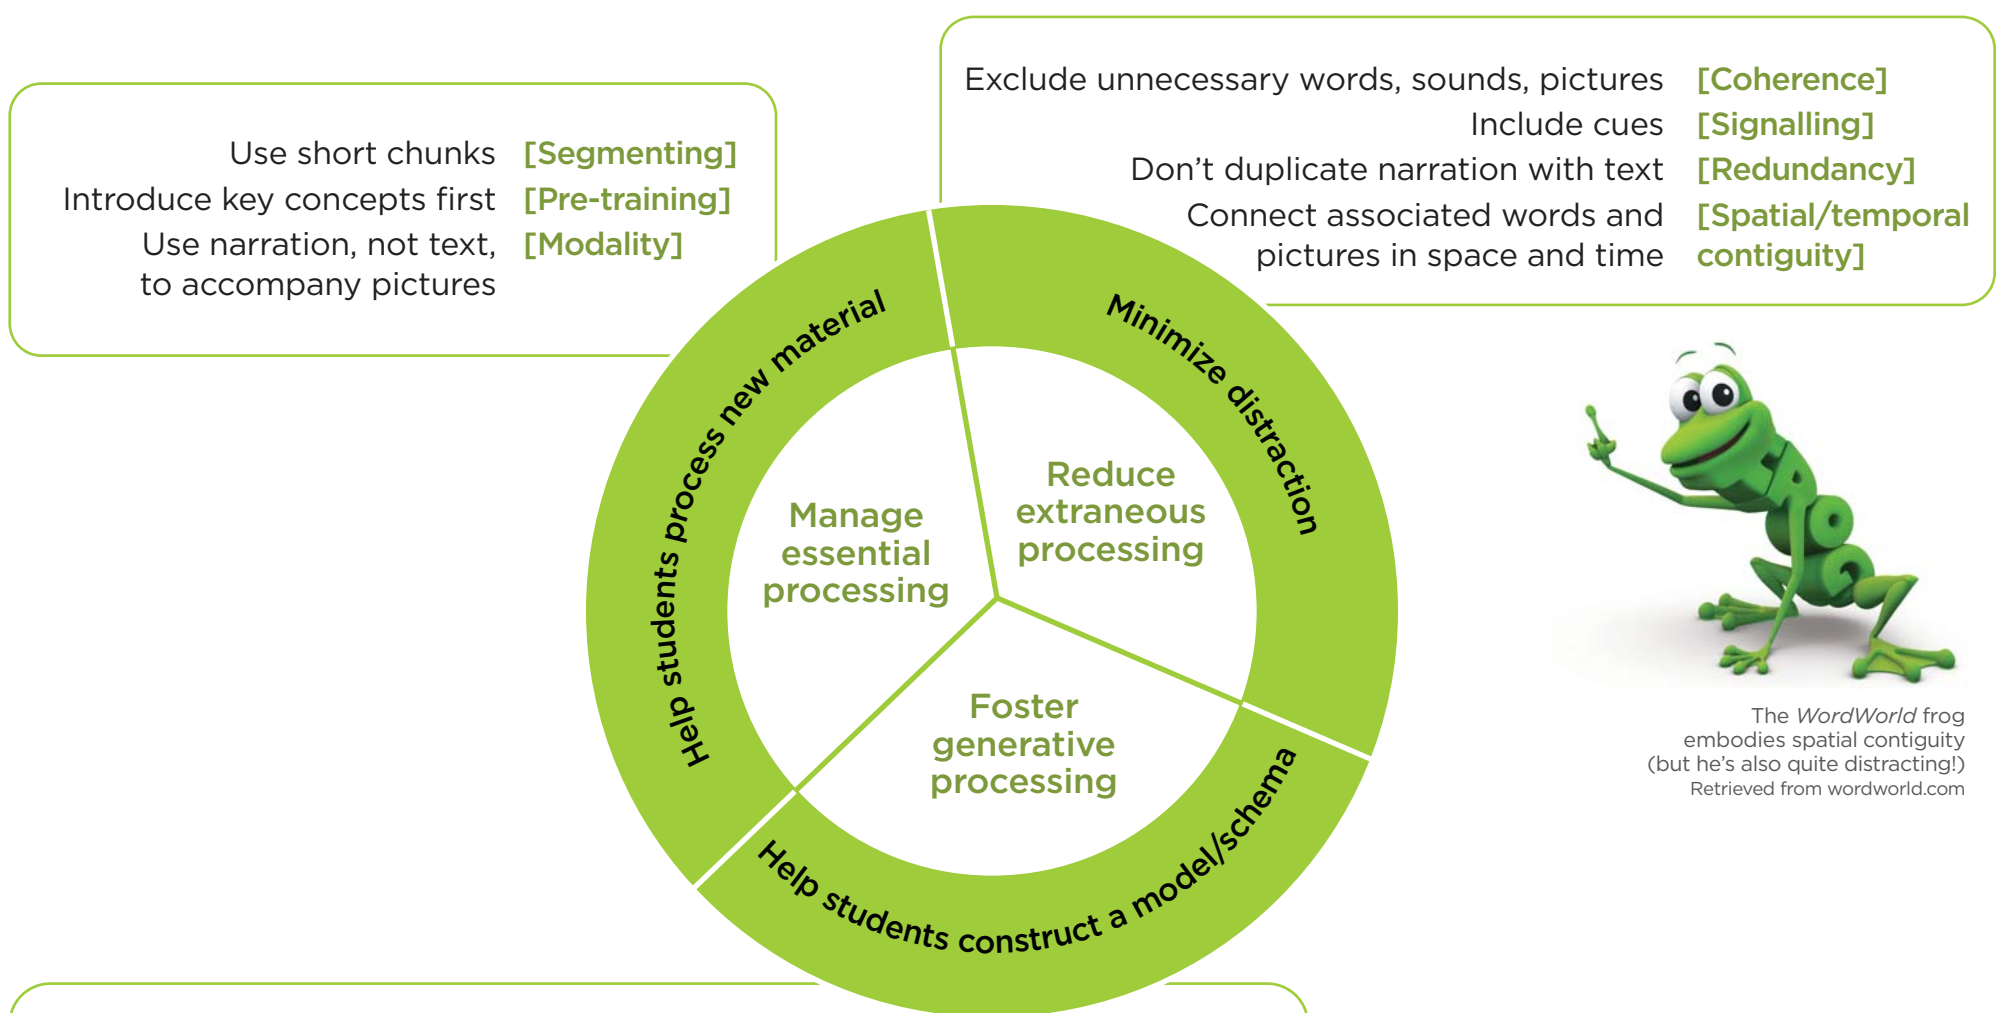 Use short chunks [Segmenting]
Introduce key concepts first [Pre-training]
Use narration, not text, [Modality]
to accompany pictures
Exclude unnecessary words, sounds, pictures [Coherence]
Include cues [Signalling]
Don’t duplicate narration with text [Redundancy]
Connect associated words and [Spatial/temporal
pictures in space and time contiguity]
Help students process new material
Minimize distraction
Help students construct a model/schema
Manage
essential
processing
Reduce
extraneous
processing
Foster
generative
processing
FROG
The WordWorld frog
embodies spatial contiguity
(but he’s also quite distracting!)
Retrieved from wordworld.com